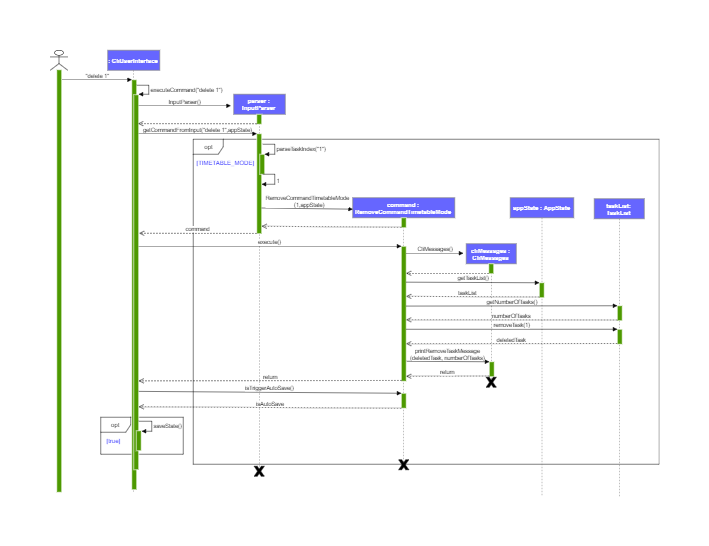 : CliUserInterface
"delete 1"
executeCommand("delete 1")
parser :
InputParser
InputParser()
getCommandFromInput("delete 1",appState)
opt
parseTaskIndex("1")
[TIMETABLE_MODE]
1
RemoveCommandTimetableMode
(1,appState)
command :
RemoveCommandTimetableMode
appState : AppState
taskList:
TaskList
command
execute()
CliMessages()
cliMessages :
CliMessages
getTaskList()
taskList
getNumberOfTasks()
numberOfTasks
removeTask(1)
deletedTask
printRemoveTaskMessage
(deletedTask, numberOfTasks)
return
return
isTriggerAutoSave()
isAutoSave
opt
saveState()
[true]